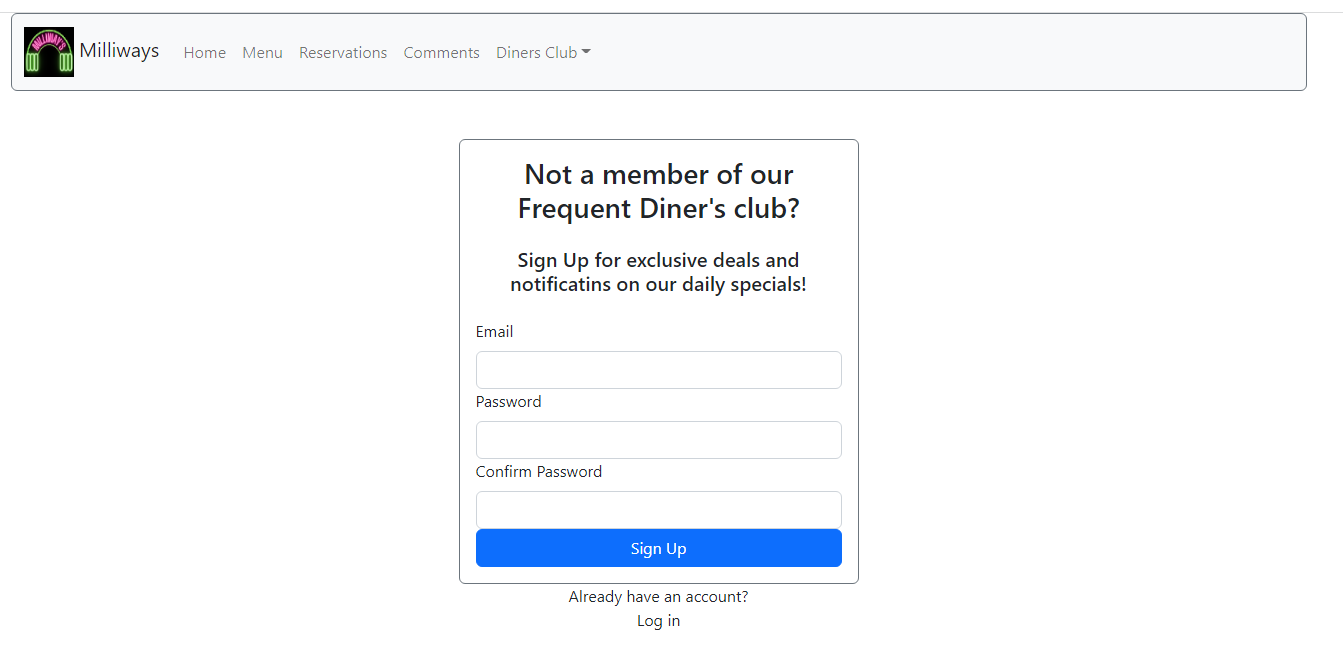 MILLIWAYS
Milliways Home Menu Reservations Comments Diners Club
Not a member of our
Frequent Diner's club?
Sign Up for exclusive deals and
notificatins on our daily specials!
Email
Password
Confirm Password
Sign Up
Already have an account?
Log in